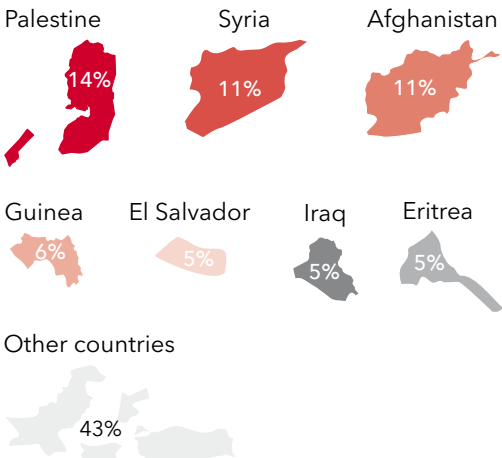 Palestine Syria Afghanistan
14% 11% 11%
Guinea El Salvador Iraq Eritrea
6% 5% 5% 5%
Other countries
43%